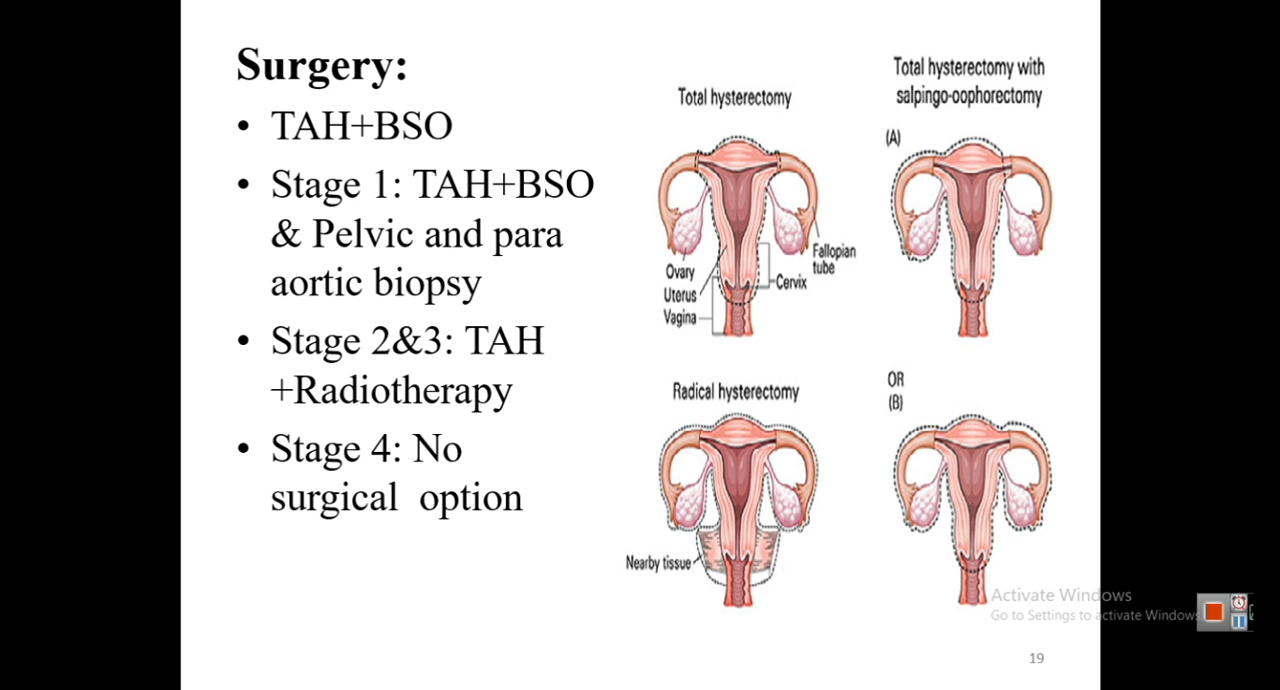 Surgery:
• TAH+BSO
• Stage 1: TAH+BSO
& Pelvic and para
aortic biopsy
• Stage 2&3: TAH
+Radiotherapy
• Stage 4: No
surgical option
Total hysterectomy
Ovary
Uterus
Vagina
Cervix
Fallopian
tube
Total hysterectomy with
salpingo-oophorectomy
(A)
Radical hysterectomy
Nearby tissue
OR
(B)
Activate Windows
Go to Settings to activate Windows
19